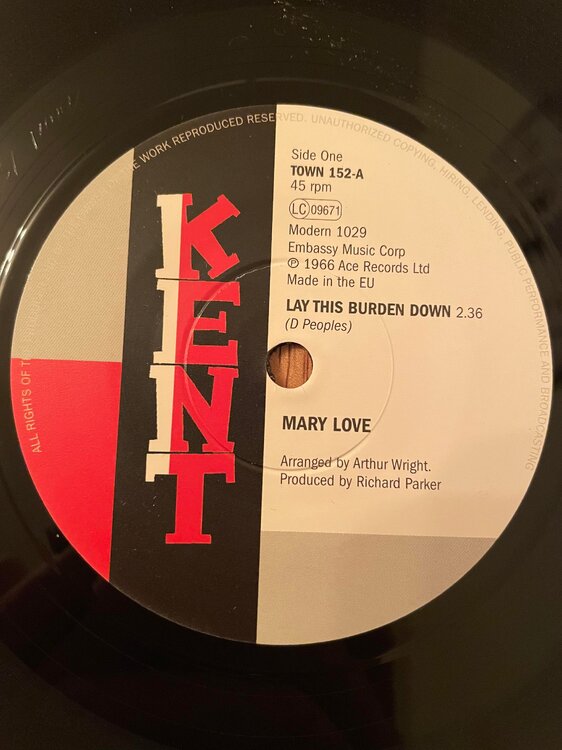 ALL RIGHTS OF T
E WORK REPRODUCED RESERVED. UNAUTHORIZED COPYING, HIRING, LENDING, PUBLIC PERFORMANCE AND BROADCASTING
KENT
Side One
TOWN 152-A
45 rpm
LC 09671
Modern 1029
Embassy Music Corp
℗ 1966 Ace Records Ltd
Made in the EU
LAY THIS BURDEN DOWN 2.36
(D Peoples)
MARY LOVE
Arranged by Arthur Wright.
Produced by Richard Parker